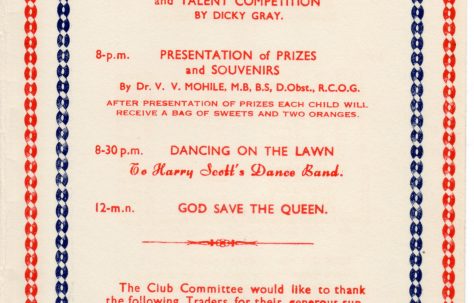 and TALENT COMPETITION
BY DICKY GRAY.
8-p.m. PRESENTATION of PRIZES
and SOUVENIRS
By Dr. V. V. MOHILE, M.B, B.S, D.Obst., R.C.O.G.
AFTER PRESENTATION OF PRIZES EACH CHILD WILL
RECEIVE A BAG OF SWEETS AND TWO ORANGES.
8-30 p.m. DANCING ON THE LAWN
To Harry Scott's Dance Band.
12-m.n. GOD SAVE THE QUEEN.
The Club Committee would like to thank
the following Traders for their generous sup-